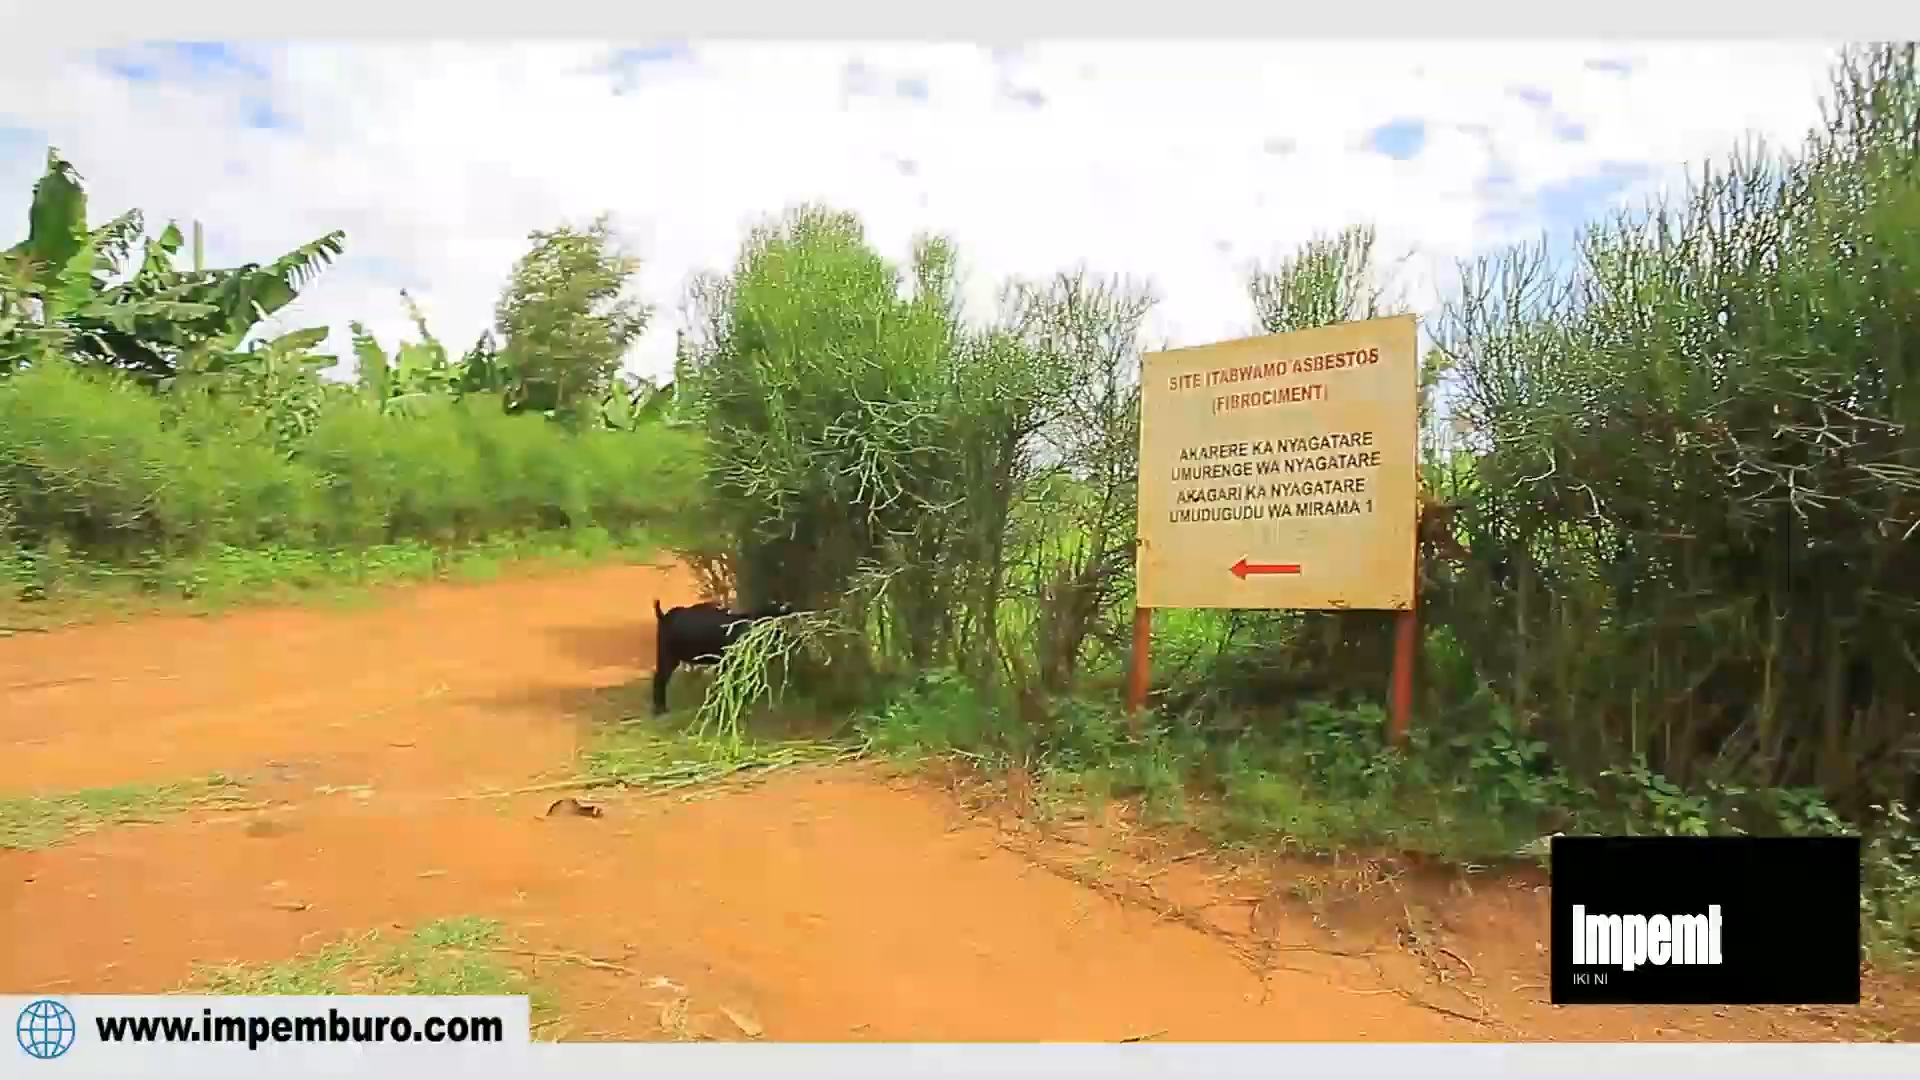 SITE ITABWAMO ASBESTOS
(FIBROCIMENT)
AKARERE KA NYAGATARE
UMURENGE WA NYAGATARE
AKAGARI KA NYAGATARE
UMUDUGUDU WA MIRAMA 1
Impemt
IKI NI
www.impemburo.com